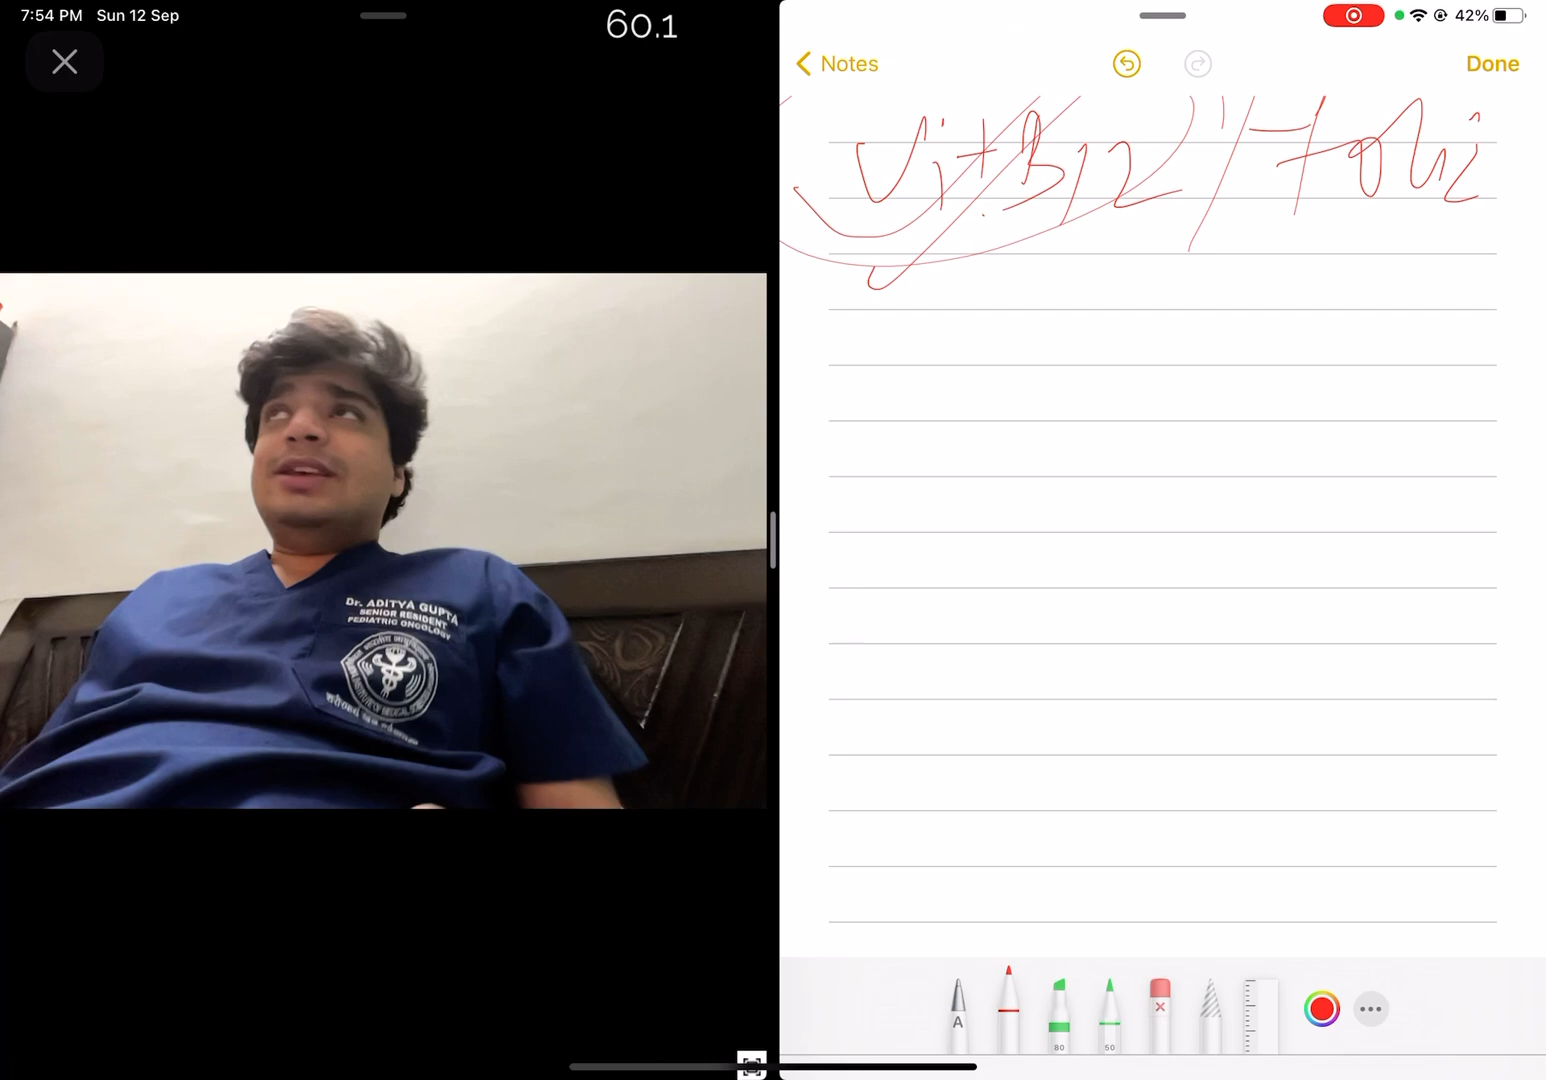 7:54 PM Sun 12 Sep
60.1
42%
Notes
Done
Vit B12
Dr. ADITYA GUPTA
SENIOR RESIDENT
PEDIATRIC ONCOLOGY
A
80
50